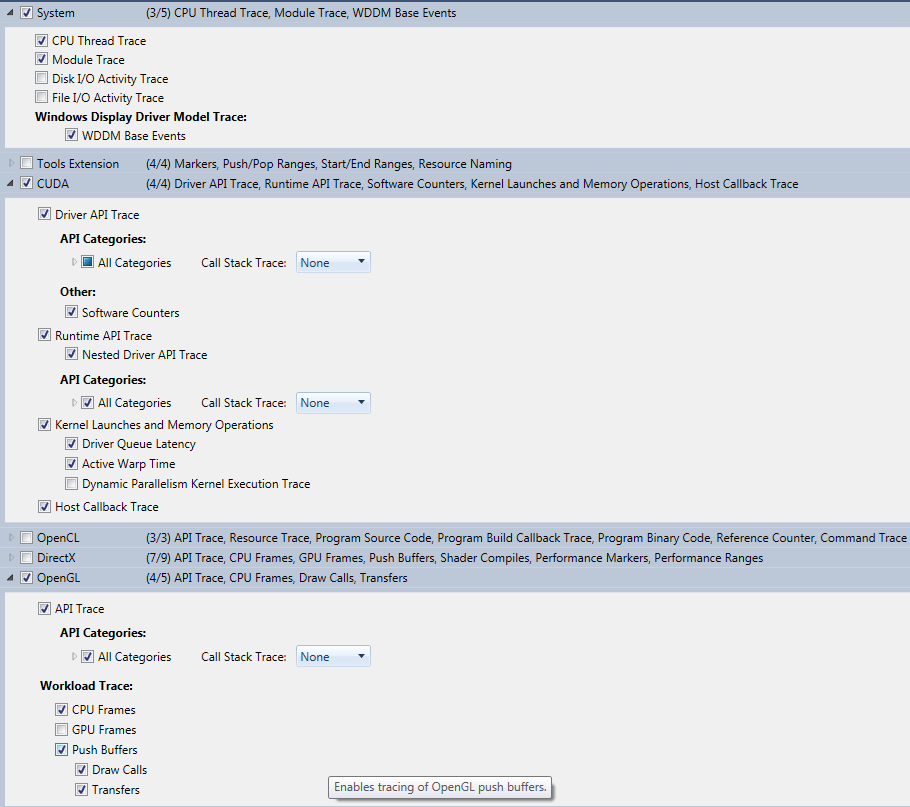 System (3/5) CPU Thread Trace, Module Trace, WDDM Base Events
CPU Thread Trace
Module Trace
Disk I/O Activity Trace
File I/O Activity Trace
Windows Display Driver Model Trace:
WDDM Base Events
Tools Extension (4/4) Markers, Push/Pop Ranges, Start/End Ranges, Resource Naming
CUDA (4/4) Driver API Trace, Runtime API Trace, Software Counters, Kernel Launches and Memory Operations, Host Callback Trace
Driver API Trace
API Categories:
All Categories Call Stack Trace: None
Other:
Software Counters
Runtime API Trace
Nested Driver API Trace
API Categories:
All Categories Call Stack Trace: None
Kernel Launches and Memory Operations
Driver Queue Latency
Active Warp Time
Dynamic Parallelism Kernel Execution Trace
Host Callback Trace
OpenCL (3/3) API Trace, Resource Trace, Program Source Code, Program Build Callback Trace, Program Binary Code, Reference Counter, Command Trace
DirectX (7/9) API Trace, CPU Frames, GPU Frames, Push Buffers, Shader Compiles, Performance Markers, Performance Ranges
OpenGL (4/5) API Trace, CPU Frames, Draw Calls, Transfers
API Trace
API Categories:
All Categories Call Stack Trace: None
Workload Trace:
CPU Frames
GPU Frames
Push Buffers
Draw Calls
Transfers
Enables tracing of OpenGL push buffers.